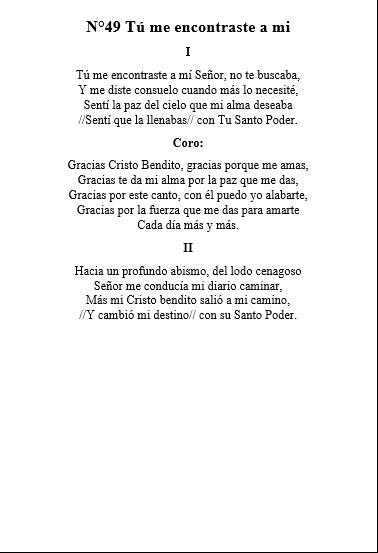 N°49 Tú me encontraste a mi
I
Tú me encontraste a mí Señor, no te buscaba,
Y me diste consuelo cuando más lo necesité,
Sentí la paz del cielo que mi alma deseaba
//Sentí que la llenabas// con Tu Santo Poder.
Coro:
Gracias Cristo Bendito, gracias porque me amas,
Gracias te da mi alma por la paz que me das,
Gracias por este canto, con él puedo yo alabarte,
Gracias por la fuerza que me das para amarte
Cada día más y más.
II
Hacia un profundo abismo, del lodo cenagoso
Señor me conducía mi diario caminar,
Más mi Cristo bendito salió a mi camino,
//Y cambió mi destino// con su Santo Poder.